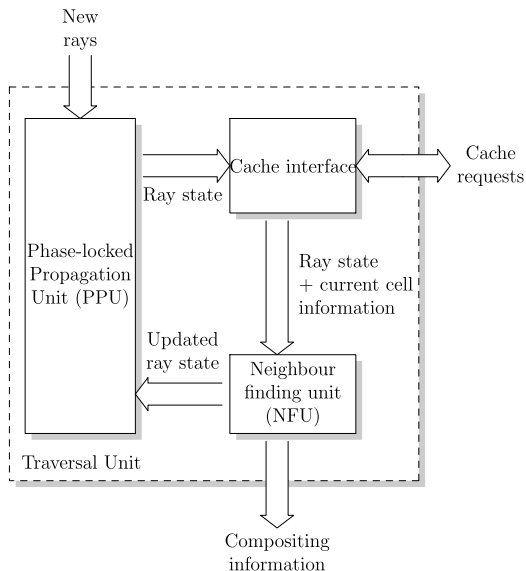 New
rays
Cache interface
Cache
requests
Ray state
Phase-locked
Propagation
Unit (PPU)
Ray state
+ current cell
information
Updated
ray state
Neighbour
finding unit
(NFU)
Traversal Unit
Compositing
information